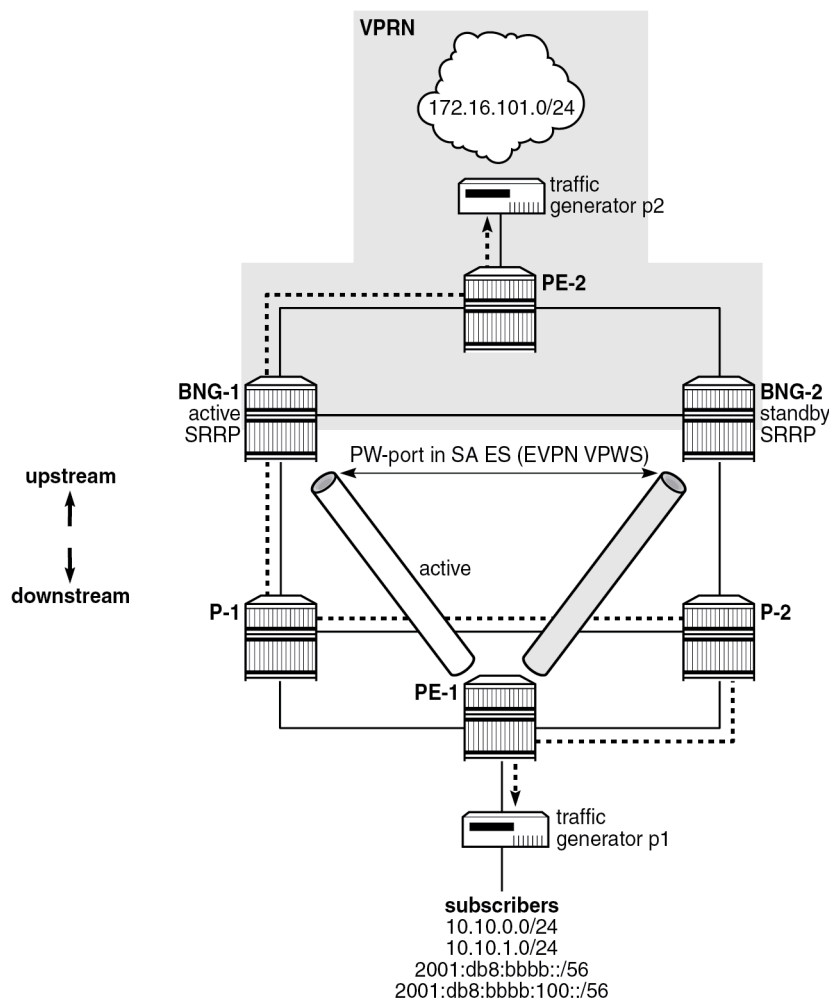 VPRN
172.16.101.0/24
traffic
generator p2
PE-2
BNG-1
active
SRRP
BNG-2
standby
SRRP
PW-port in SA ES (EVPN VPWS)
upstream
downstream
active
P-1
P-2
PE-1
traffic
generator p1
subscribers
10.10.0.0/24
10.10.1.0/24
2001:db8:bbbb::/56
2001:db8:bbbb:100::/56